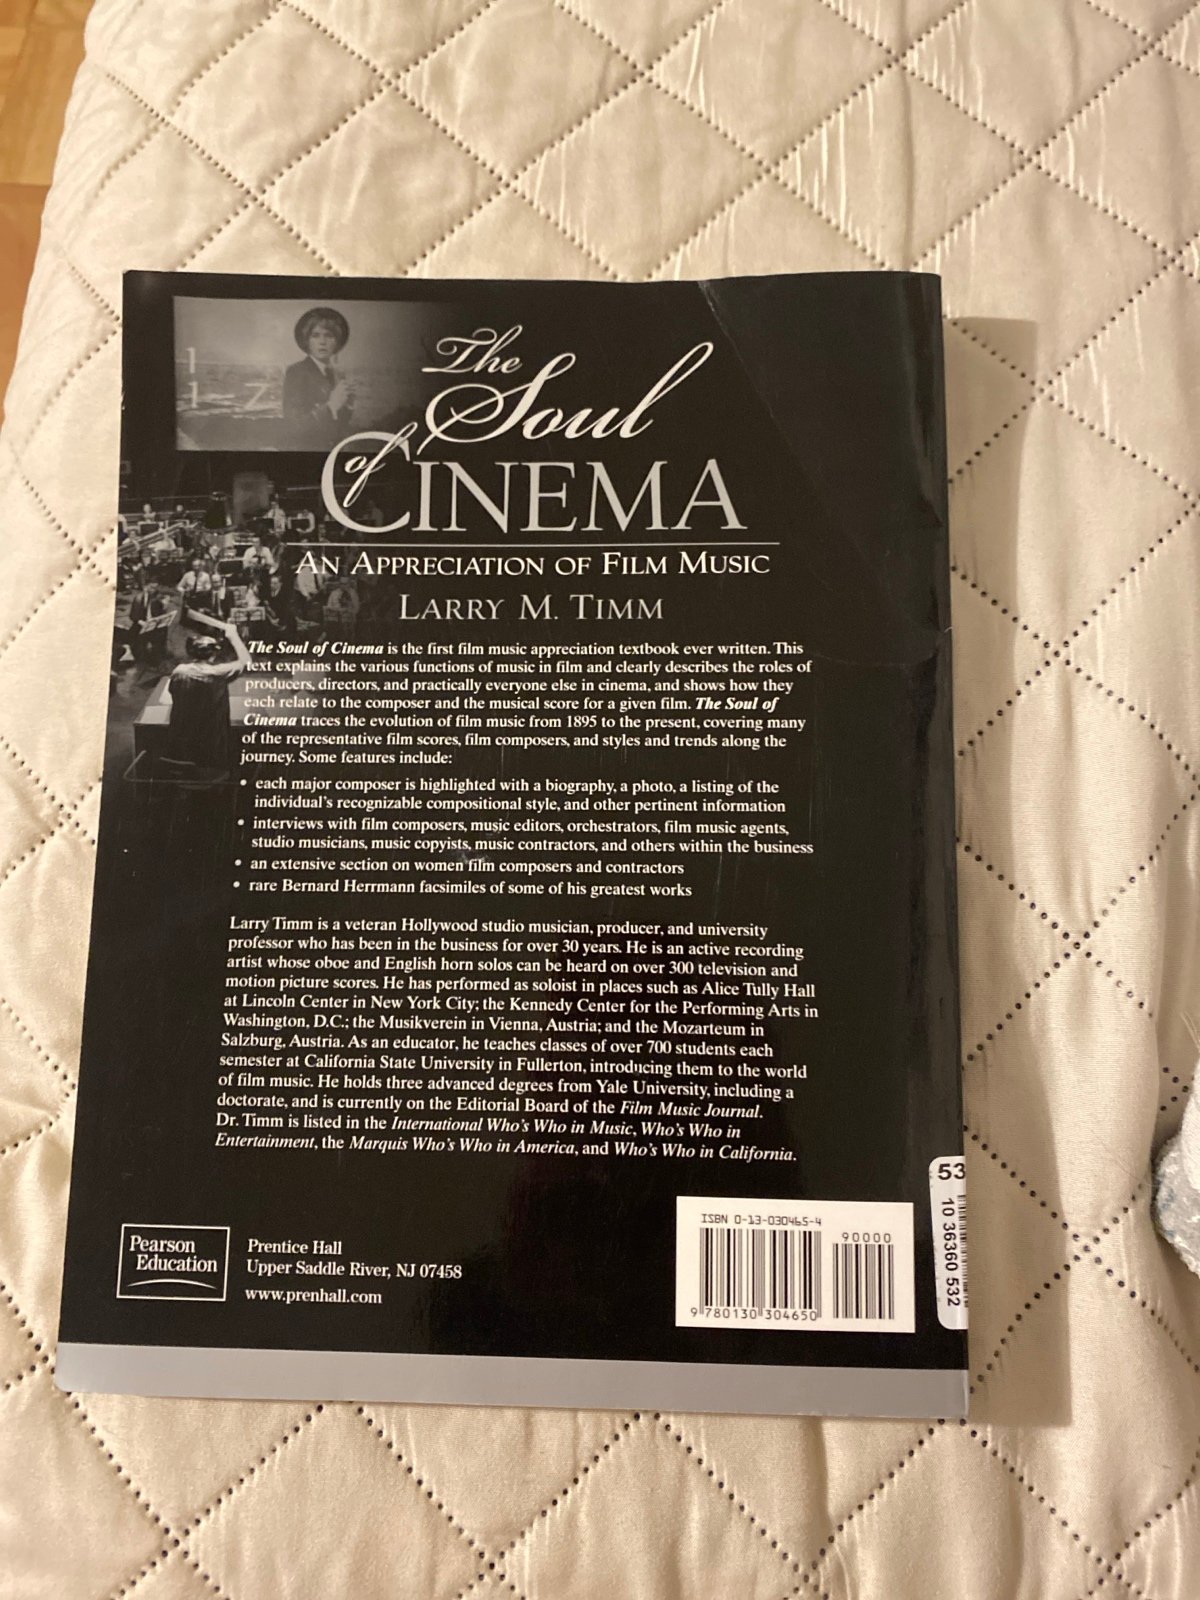 The
Soul
of CINEMA
AN APPRECIATION OF FILM MUSIC
LARRY M. TIMM
The Soul of Cinema is the first film music appreciation textbook ever written. This
text explains the various functions of music in film and clearly describes the roles of
producers, directors, and practically everyone else in cinema, and shows how they
each relate to the composer and the musical score for a given film. The Soul of
Cinema traces the evolution of film music from 1895 to the present, covering many
of the representative film scores, film composers, and styles and trends along the
journey. Some features include:
• each major composer is highlighted with a biography, a photo, a listing of the
individual's recognizable compositional style, and other pertinent information
• interviews with film composers, music editors, orchestrators, film music agents,
studio musicians, music copyists, music contractors, and others within the business
• an extensive section on women film composers and contractors
• rare Bernard Herrmann facsimiles of some of his greatest works
Larry Timm is a veteran Hollywood studio musician, producer, and university
professor who has been in the business for over 30 years. He is an active recording
artist whose oboe and English horn solos can be heard on over 300 television and
motion picture scores. He has performed as soloist in places such as Alice Tully Hall
at Lincoln Center in New York City; the Kennedy Center for the Performing Arts in
Washington, D.C.; the Musikverein in Vienna, Austria; and the Mozarteum in
Salzburg, Austria. As an educator, he teaches classes of over 700 students each
semester at California State University in Fullerton, introducing them to the world
of film music. He holds three advanced degrees from Yale University, including a
doctorate, and is currently on the Editorial Board of the Film Music Journal.
Dr. Timm is listed in the International Who's Who in Music, Who's Who in
Entertainment, the Marquis Who's Who in America, and Who's Who in California.
Pearson
Education
Prentice Hall
Upper Saddle River, NJ 07458
www.prenhall.com
ISBN 0-13-030465-4
90000
9 780130 304650
53
10 36360 532